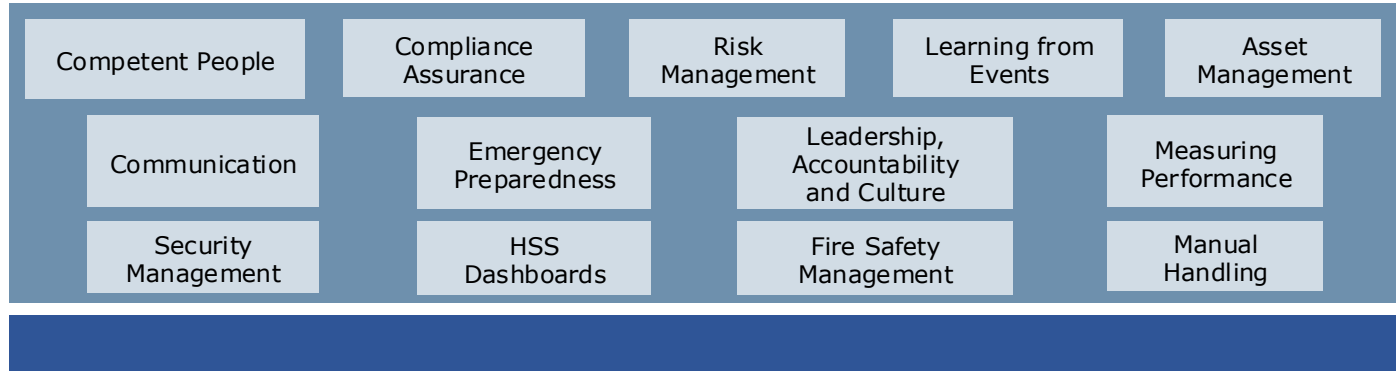 Competent People
Compliance
Assurance
Risk
Management
Learning from
Events
Asset
Management
Communication
Emergency
Preparedness
Leadership,
Accountability
and Culture
Measuring
Performance
Security
Management
HSS
Dashboards
Fire Safety
Management
Manual
Handling